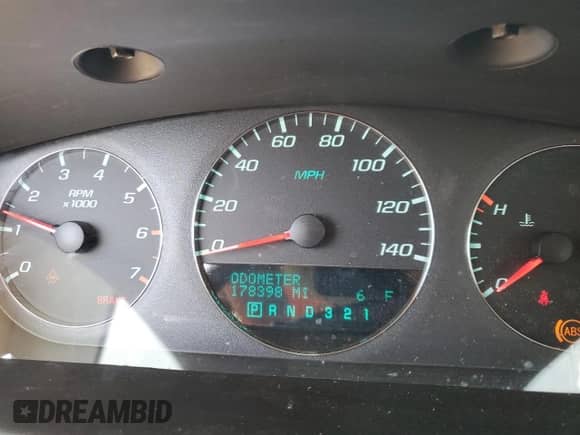 0 1 2 3 4 5 6 7
RPM
x1000
BRAKE
0 20 40 60 80 100 120 140
MPH
ODOMETER
178398 MI 6 F
P R N D 3 2 1
H
C
ABS
DREAMBID